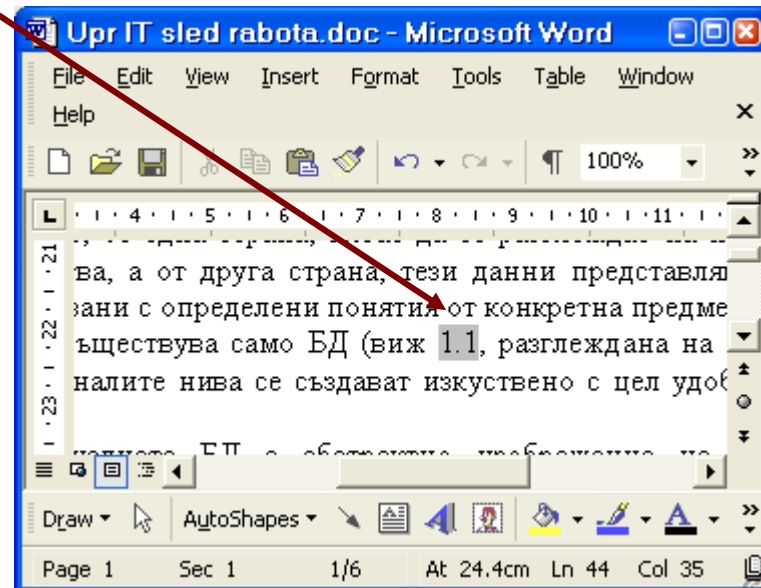 Upr IT sled rabota.doc - Microsoft Word
File Edit View Insert Format Tools Table Window
Help
100%
4 5 6 7 8 9 10 11
21
ва, а от друга страна, тези данни представля
зани с определени понятия от конкретна предме
22
ъществува само БД (виж 1.1, разглеждана на
налите нива се създават изкуствено с цел удоб
23
Draw AutoShapes
Page 1 Sec 1 1/6 At 24.4cm Ln 44 Col 35